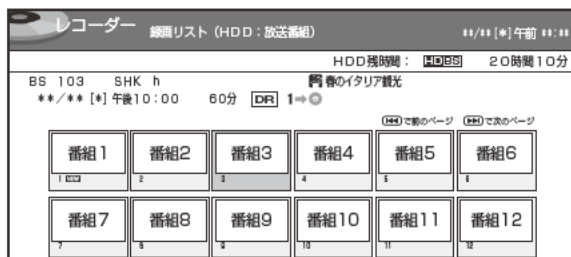 レコーダー 録画リスト（HDD：放送番組） **/**[*]午前 **:**
HDD残時間： HDBS 20時間10分
BS 103 SHK h 春のイタリア観光
**/** [*] 午後10:00 60分 DR 1⇒
で前のページ で次のページ
番組1 番組2 番組3 番組4 番組5 番組6
1 NEW 2 3 4 5 6
番組7 番組8 番組9 番組10 番組11 番組12
7 8 9 10 11 12